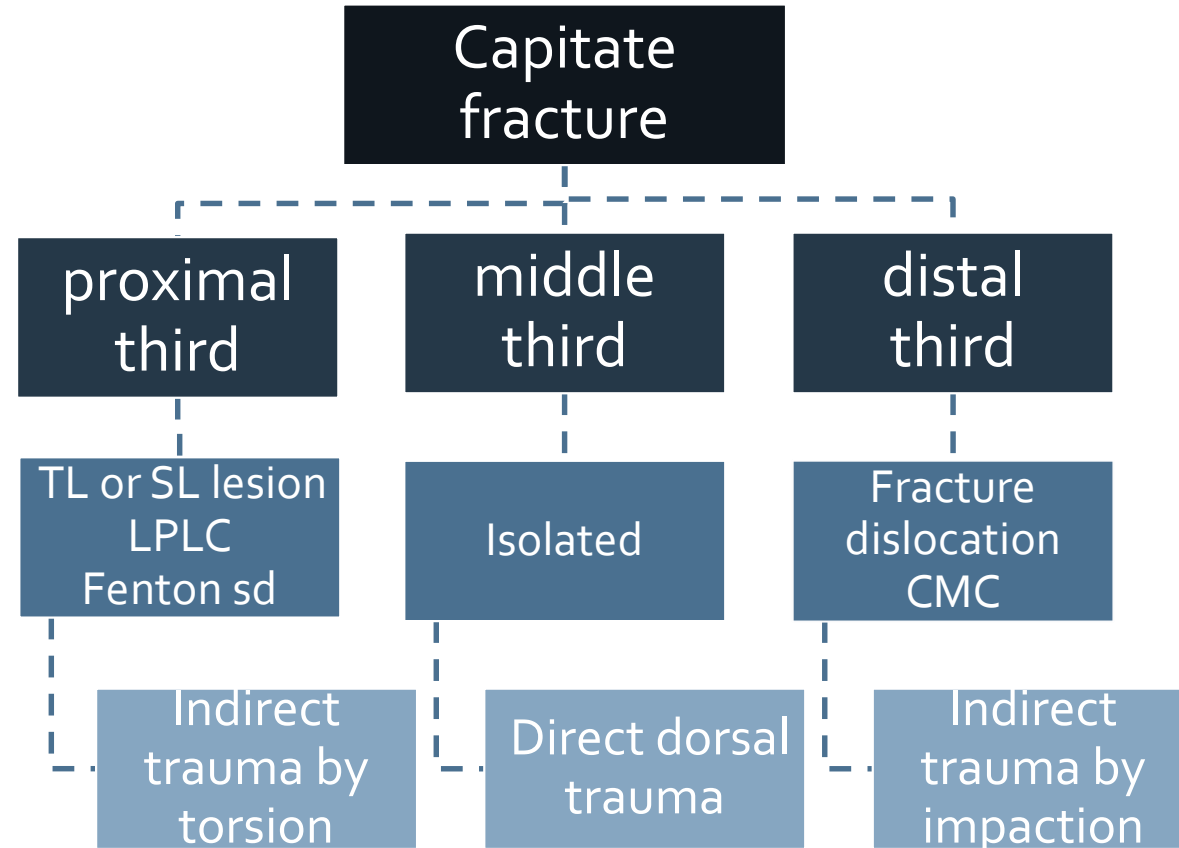 Capitate
fracture
proximal
third
middle
third
distal
third
TL or SL lesion
LPLC
Fenton sd
Isolated
Fracture
dislocation
CMC
Indirect
trauma by
torsion
Direct dorsal
trauma
Indirect
trauma by
impaction